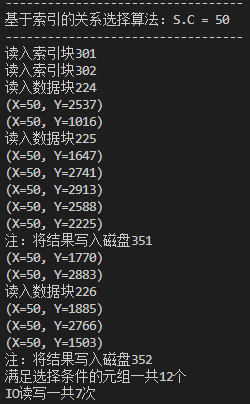 ------------------------------
基于索引的关系选择算法：S.C = 50
------------------------------
读入索引块301
读入索引块302
读入数据块224
(X=50, Y=2537)
(X=50, Y=1016)
读入数据块225
(X=50, Y=1647)
(X=50, Y=2741)
(X=50, Y=2913)
(X=50, Y=2588)
(X=50, Y=2225)
注：将结果写入磁盘351
(X=50, Y=1770)
(X=50, Y=2883)
读入数据块226
(X=50, Y=1885)
(X=50, Y=2766)
(X=50, Y=1503)
注：将结果写入磁盘352
满足选择条件的元组一共12个
IO读写一共7次